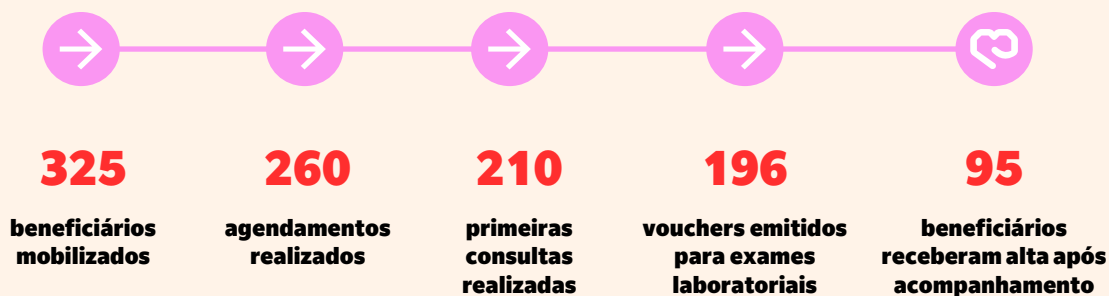 325
beneficiários
mobilizados
260
agendamentos
realizados
210
primeiras
consultas
realizadas
196
vouchers emitidos
para exames
laboratoriais
95
beneficiários
receberam alta após
acompanhamento